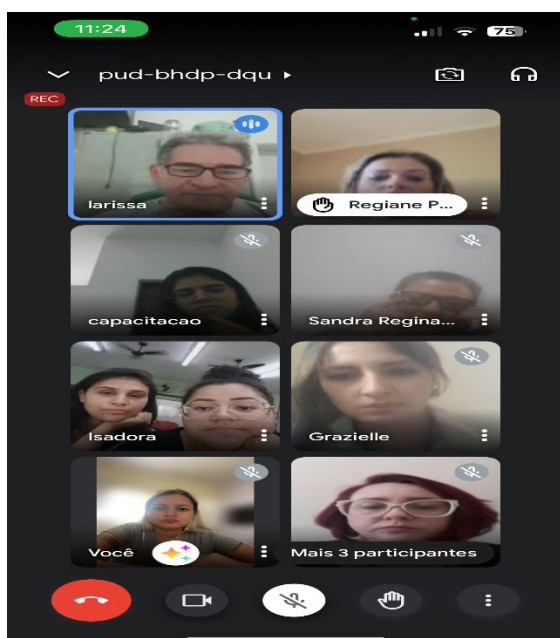 11:24
75
pud-bhdp-dqu
REC
larissa
Regiane P...
capacitacao
Sandra Regina...
Isadora
Grazielle
Você
Mais 3 participantes